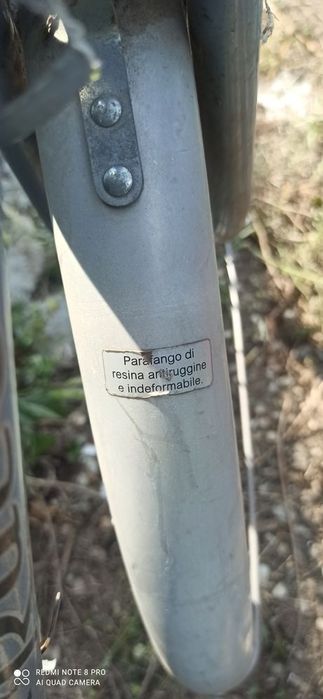 Parafango di
resina antiruggine
e indeformabile.
REDMI NOTE 8 PRO
AI QUAD CAMERA